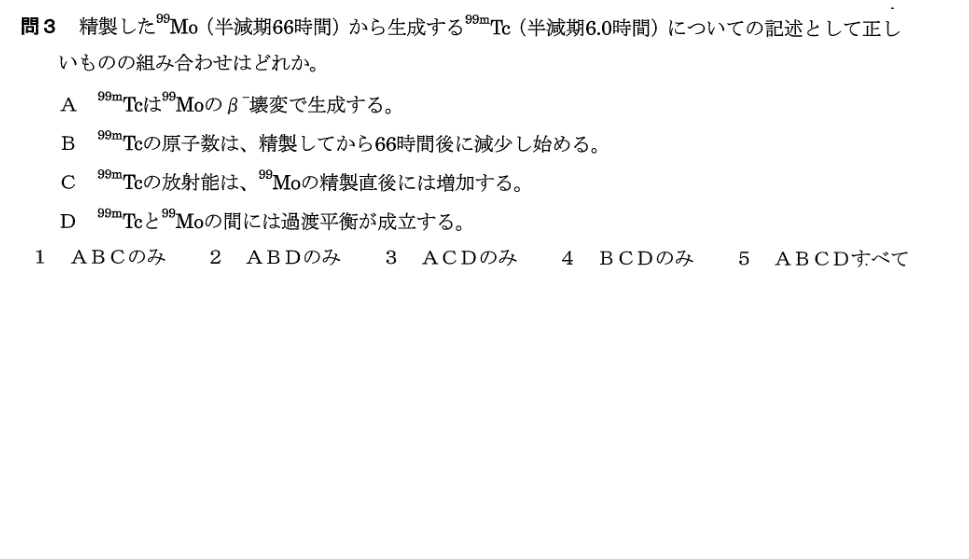 問3 精製した⁹⁹Mo（半減期66時間）から生成する⁹⁹ᵐTc（半減期6.0時間）についての記述として正し
いものの組み合わせはどれか。
A ⁹⁹ᵐTcは⁹⁹Moのβ⁻壊変で生成する。
B ⁹⁹ᵐTcの原子数は、精製してから66時間後に減少し始める。
C ⁹⁹ᵐTcの放射能は、⁹⁹Moの精製直後には増加する。
D ⁹⁹ᵐTcと⁹⁹Moの間には過渡平衡が成立する。
1 ＡＢＣのみ 2 ＡＢＤのみ 3 ＡＣＤのみ 4 ＢＣＤのみ 5 ＡＢＣＤすべて